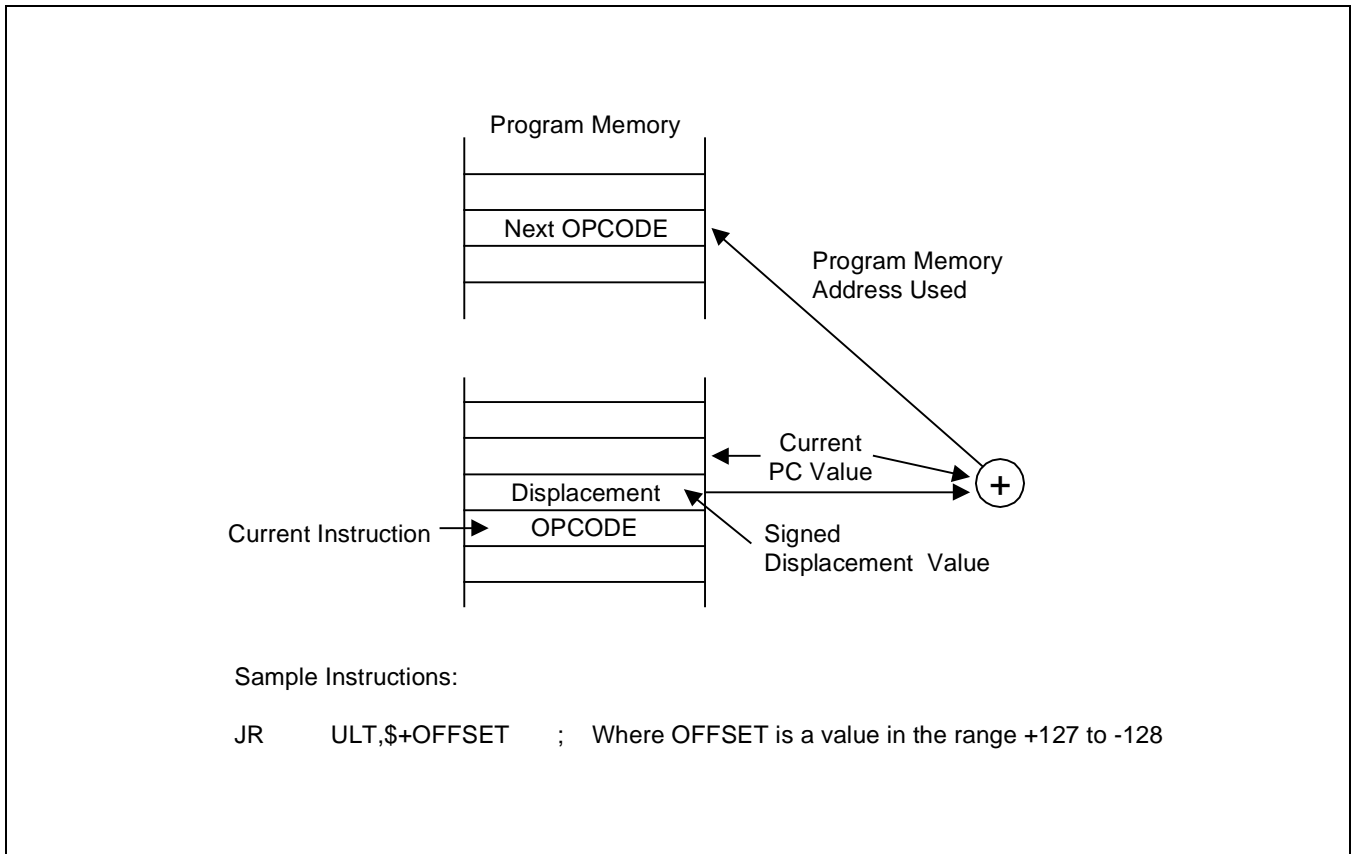 Program Memory
Next OPCODE
Program Memory
Address Used
Current
PC Value
+
Displacement
Current Instruction
OPCODE
Signed
Displacement Value
Sample Instructions:
JR ULT,$+OFFSET ; Where OFFSET is a value in the range +127 to -128